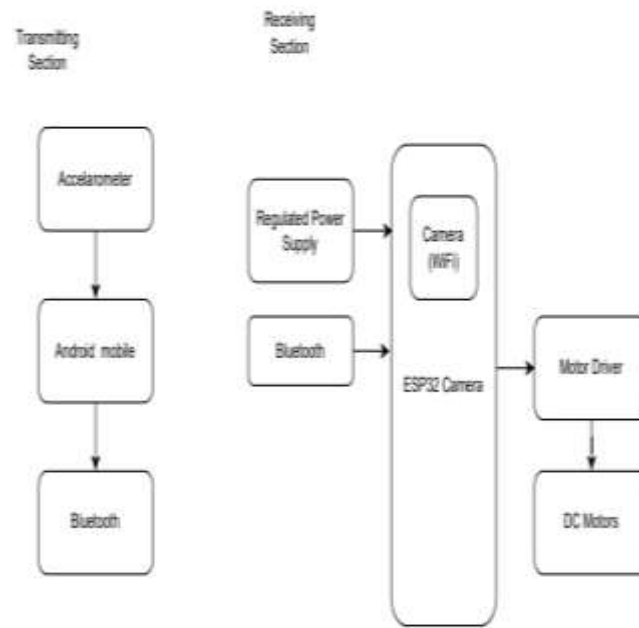 Transmitting
Section
Receiving
Section
Accelarometer
Android mobile
Bluetooth
Regulated Power
Supply
Bluetooth
Camera
(WiFi)
ESP32 Camera
Motor Driver
DC Motors